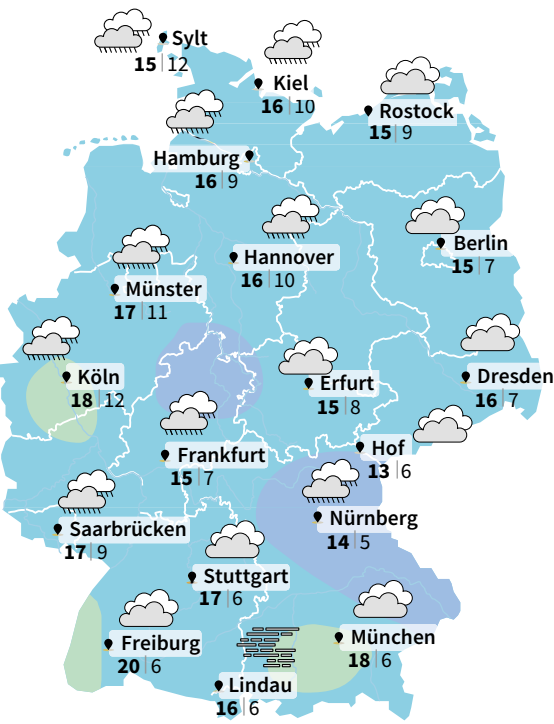 Sylt
15|12
Kiel
16|10
Rostock
15|9
Hamburg
16|9
Hannover
16|10
Berlin
15|7
Münster
17|11
Köln
18|12
Erfurt
15|8
Dresden
16|7
Hof
13|6
Frankfurt
15|7
Nürnberg
14|5
Saarbrücken
17|9
Stuttgart
17|6
Freiburg
20|6
München
18|6
Lindau
16|6